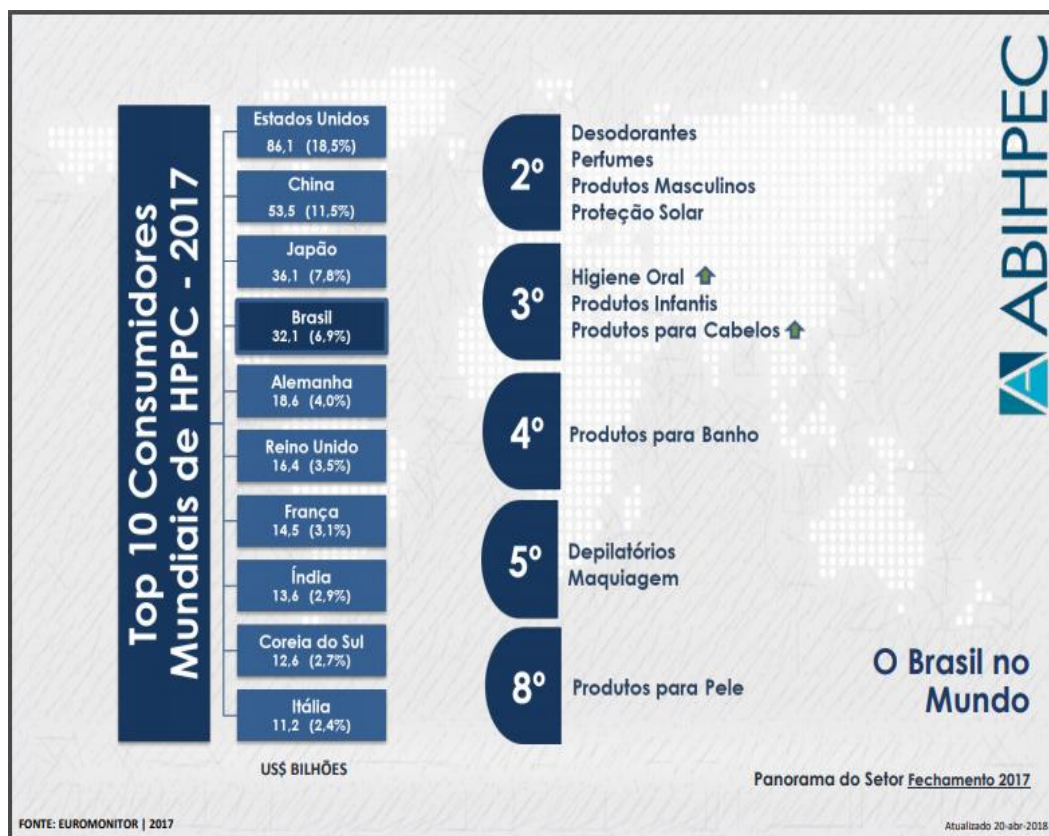 Top 10 Consumidores
Mundiais de HPPC - 2017
Estados Unidos
86,1 (18,5%)
China
53,5 (11,5%)
Japão
36,1 (7,8%)
Brasil
32,1 (6,9%)
Alemanha
18,6 (4,0%)
Reino Unido
16,4 (3,5%)
França
14,5 (3,1%)
Índia
13,6 (2,9%)
Coreia do Sul
12,6 (2,7%)
Itália
11,2 (2,4%)
US$ BILHÕES
2º
Desodorantes
Perfumes
Produtos Masculinos
Proteção Solar
3º
Higiene Oral
Produtos Infantis
Produtos para Cabelos
4º
Produtos para Banho
5º
Depilatórios
Maquiagem
8º
Produtos para Pele
ABIHPEC
O Brasil no
Mundo
Panorama do Setor Fechamento 2017
FONTE: EUROMONITOR | 2017
Atualizado 20-abr-2018